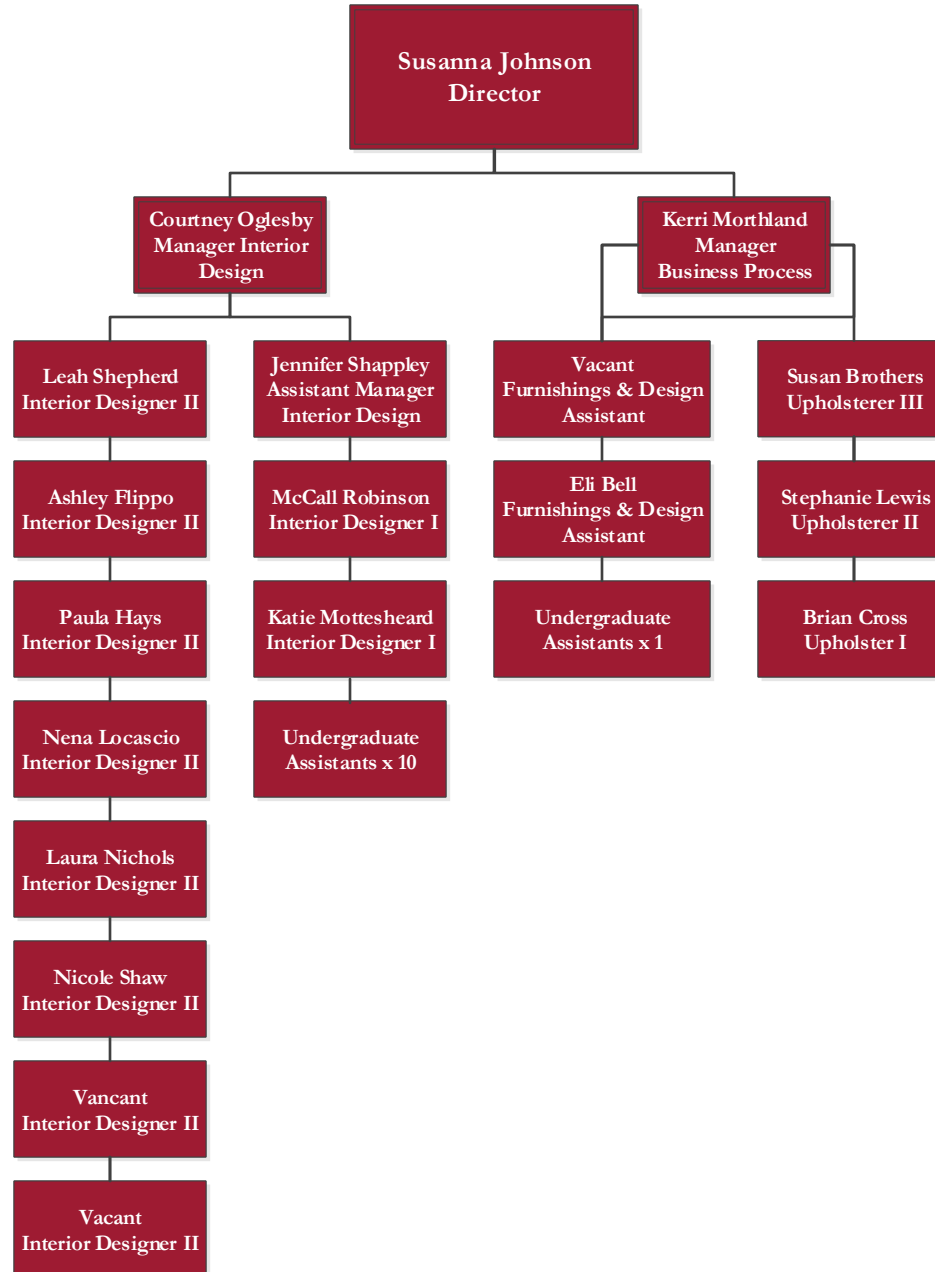 Susanna Johnson
Director
Courtney Oglesby
Manager Interior
Design
Kerri Morthland
Manager
Business Process
Leah Shepherd
Interior Designer II
Jennifer Shappley
Assistant Manager
Interior Design
Vacant
Furnishings & Design
Assistant
Susan Brothers
Upholsterer III
Ashley Flippo
Interior Designer II
McCall Robinson
Interior Designer I
Eli Bell
Furnishings & Design
Assistant
Stephanie Lewis
Upholsterer II
Paula Hays
Interior Designer II
Katie Mottesheard
Interior Designer I
Undergraduate
Assistants x 1
Brian Cross
Upholster I
Nena Locascio
Interior Designer II
Undergraduate
Assistants x 10
Laura Nichols
Interior Designer II
Nicole Shaw
Interior Designer II
Vancant
Interior Designer II
Vacant
Interior Designer II